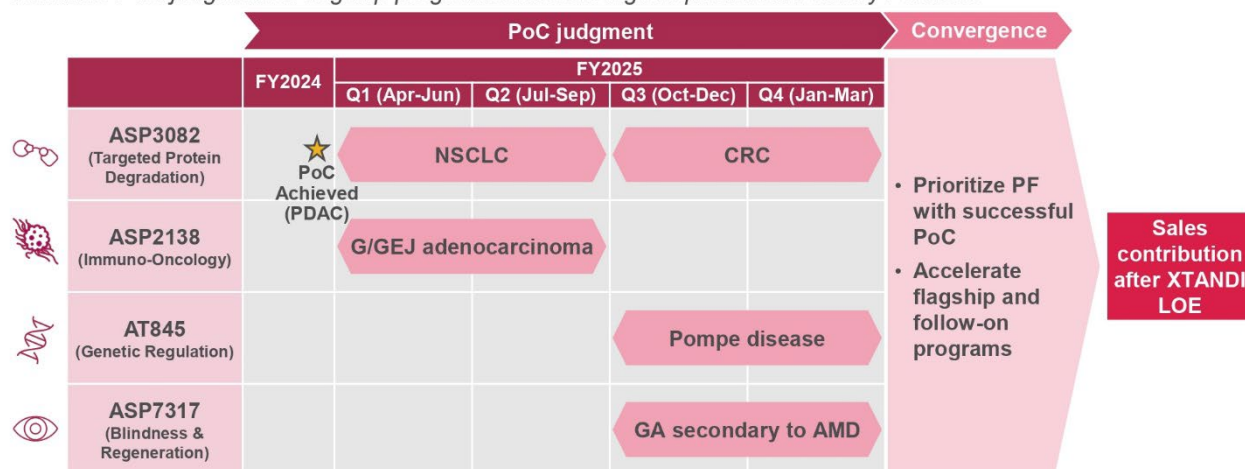 PoC judgment
Convergence
FY2024
FY2025
Q1 (Apr-Jun)
Q2 (Jul-Sep)
Q3 (Oct-Dec)
Q4 (Jan-Mar)
ASP3082
(Targeted Protein
Degradation)
PoC
Achieved
(PDAC)
NSCLC
CRC
ASP2138
(Immuno-Oncology)
G/GEJ adenocarcinoma
AT845
(Genetic Regulation)
Pompe disease
ASP7317
(Blindness &
Regeneration)
GA secondary to AMD
• Prioritize PF
with successful
PoC
• Accelerate
flagship and
follow-on
programs
Sales
contribution
after XTANDI
LOE